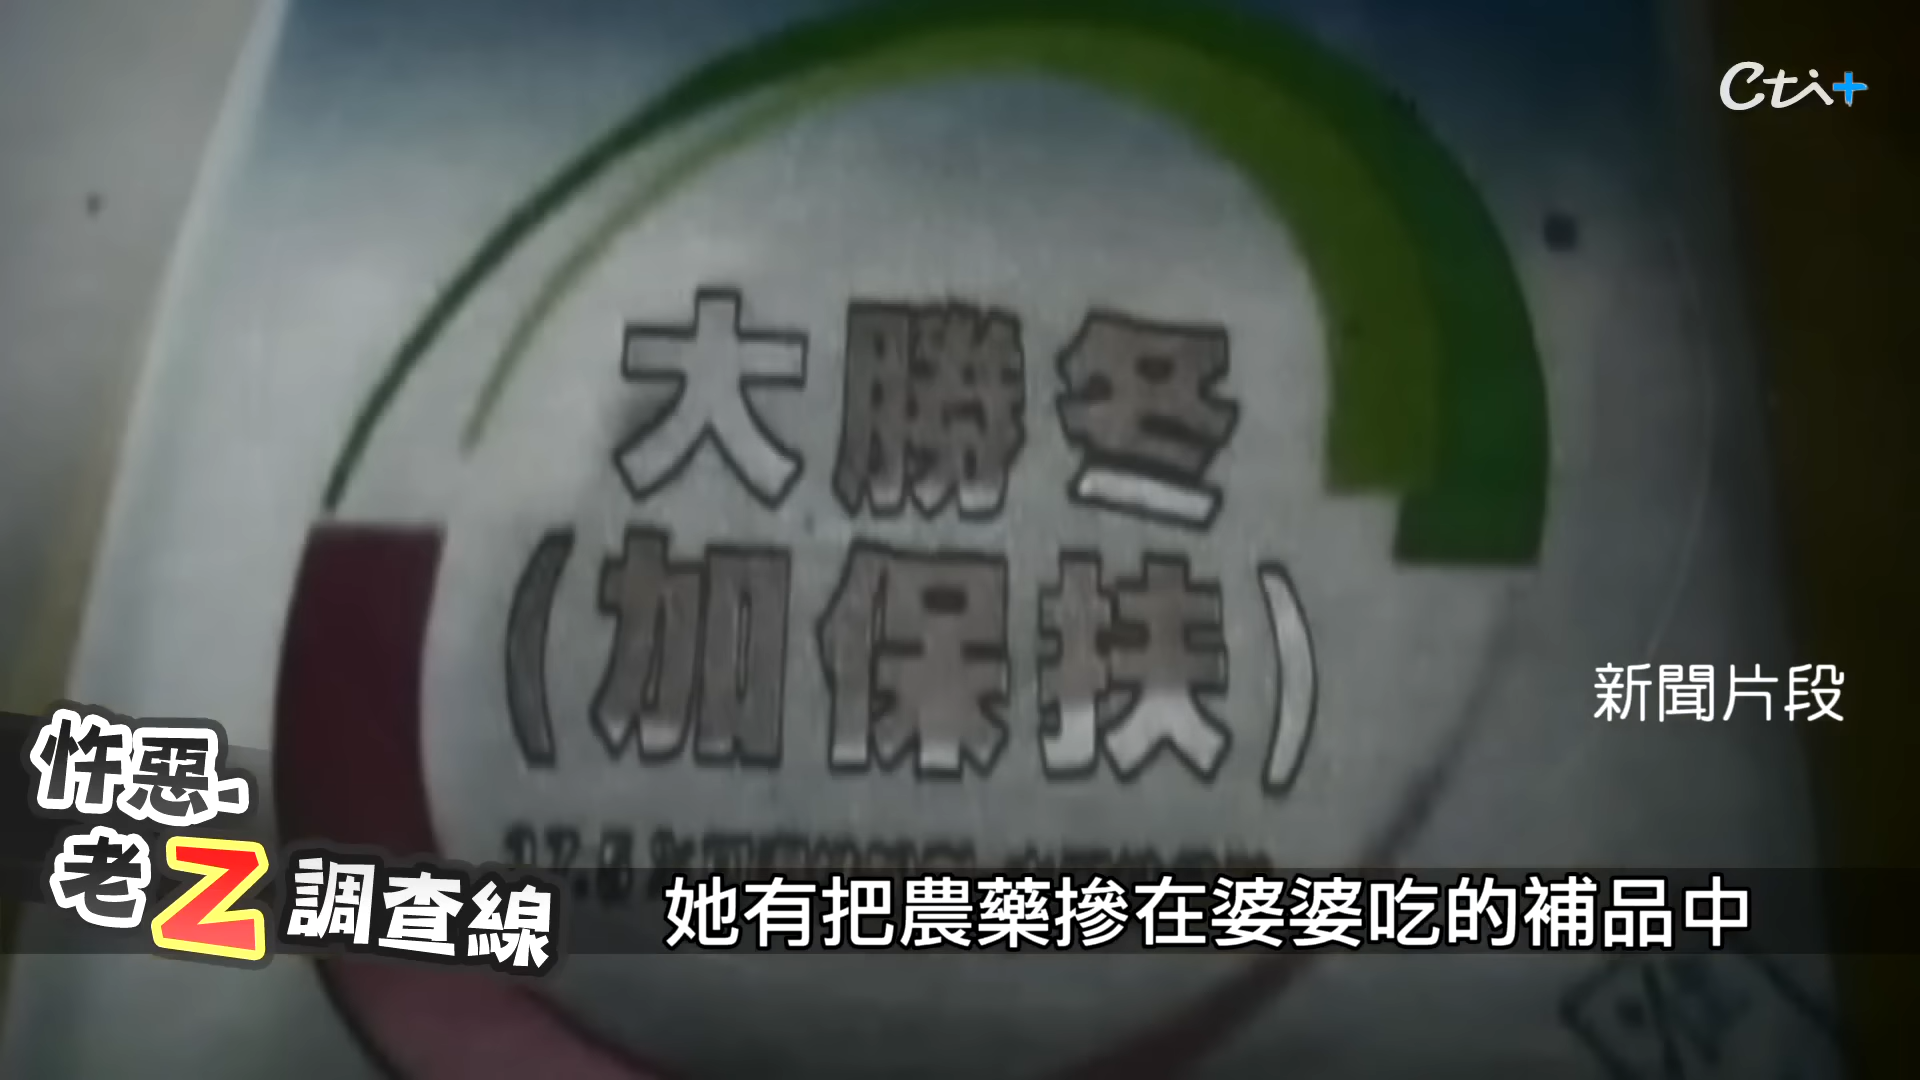 Cti+
大勝冬
(加保扶)
新聞片段
忤惡-
老Z調查線
她有把農藥摻在婆婆吃的補品中